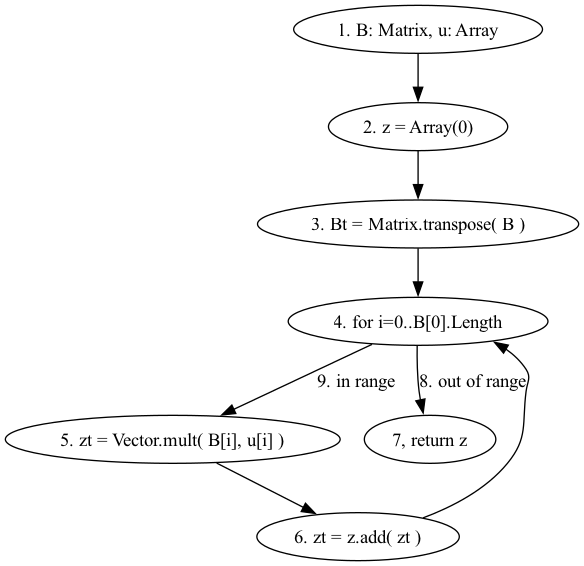 1. B: Matrix, u: Array
2. z = Array(0)
3. Bt = Matrix.transpose( B )
4. for i=0..B[0].Length
9. in range
8. out of range
5. zt = Vector.mult( B[i], u[i] )
7, return z
6. zt = z.add( zt )